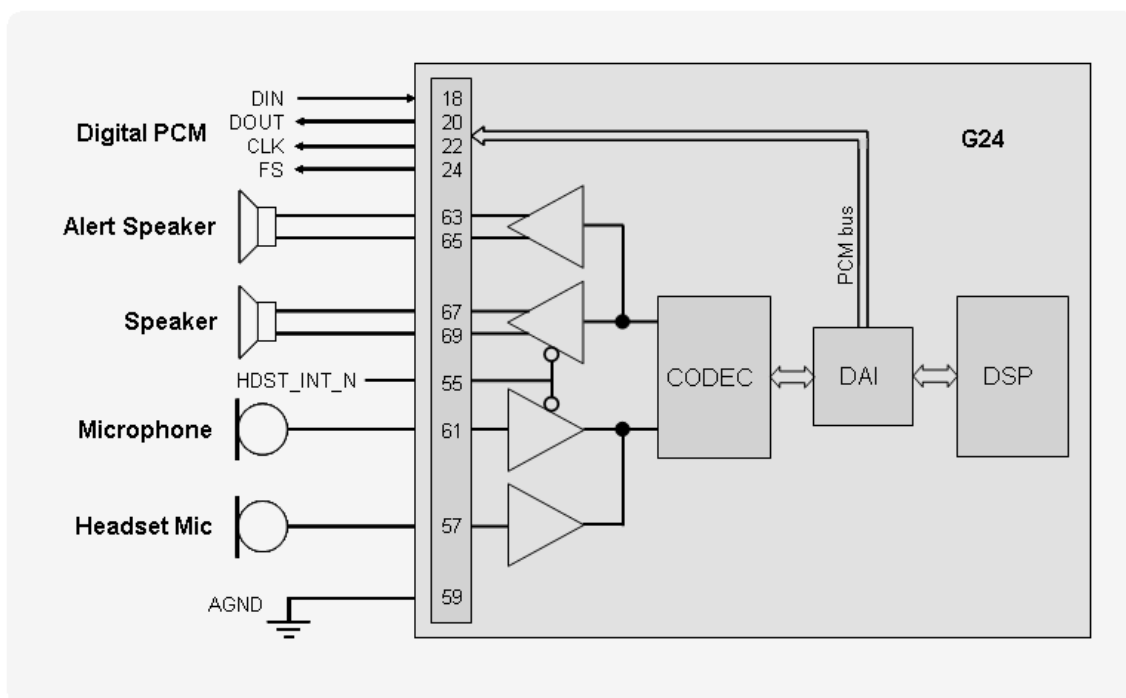 DIN 18
Digital PCM DOUT 20
CLK 22
FS 24
G24
PCM bus
Alert Speaker 63
65
Speaker 67
69
HDST_INT_N 55
CODEC DAI DSP
Microphone 61
Headset Mic 57
AGND 59